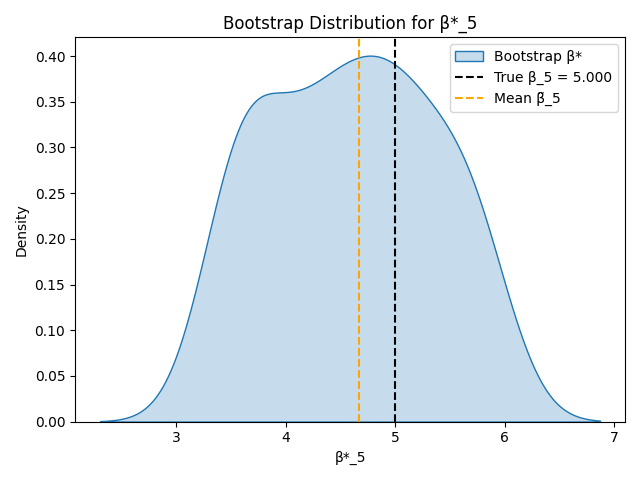 Bootstrap Distribution for β*_5
Bootstrap β*
True β_5 = 5.000
Mean β̂_5
Density
0.40
0.35
0.30
0.25
0.20
0.15
0.10
0.05
0.00
3
4
5
6
7
β*_5